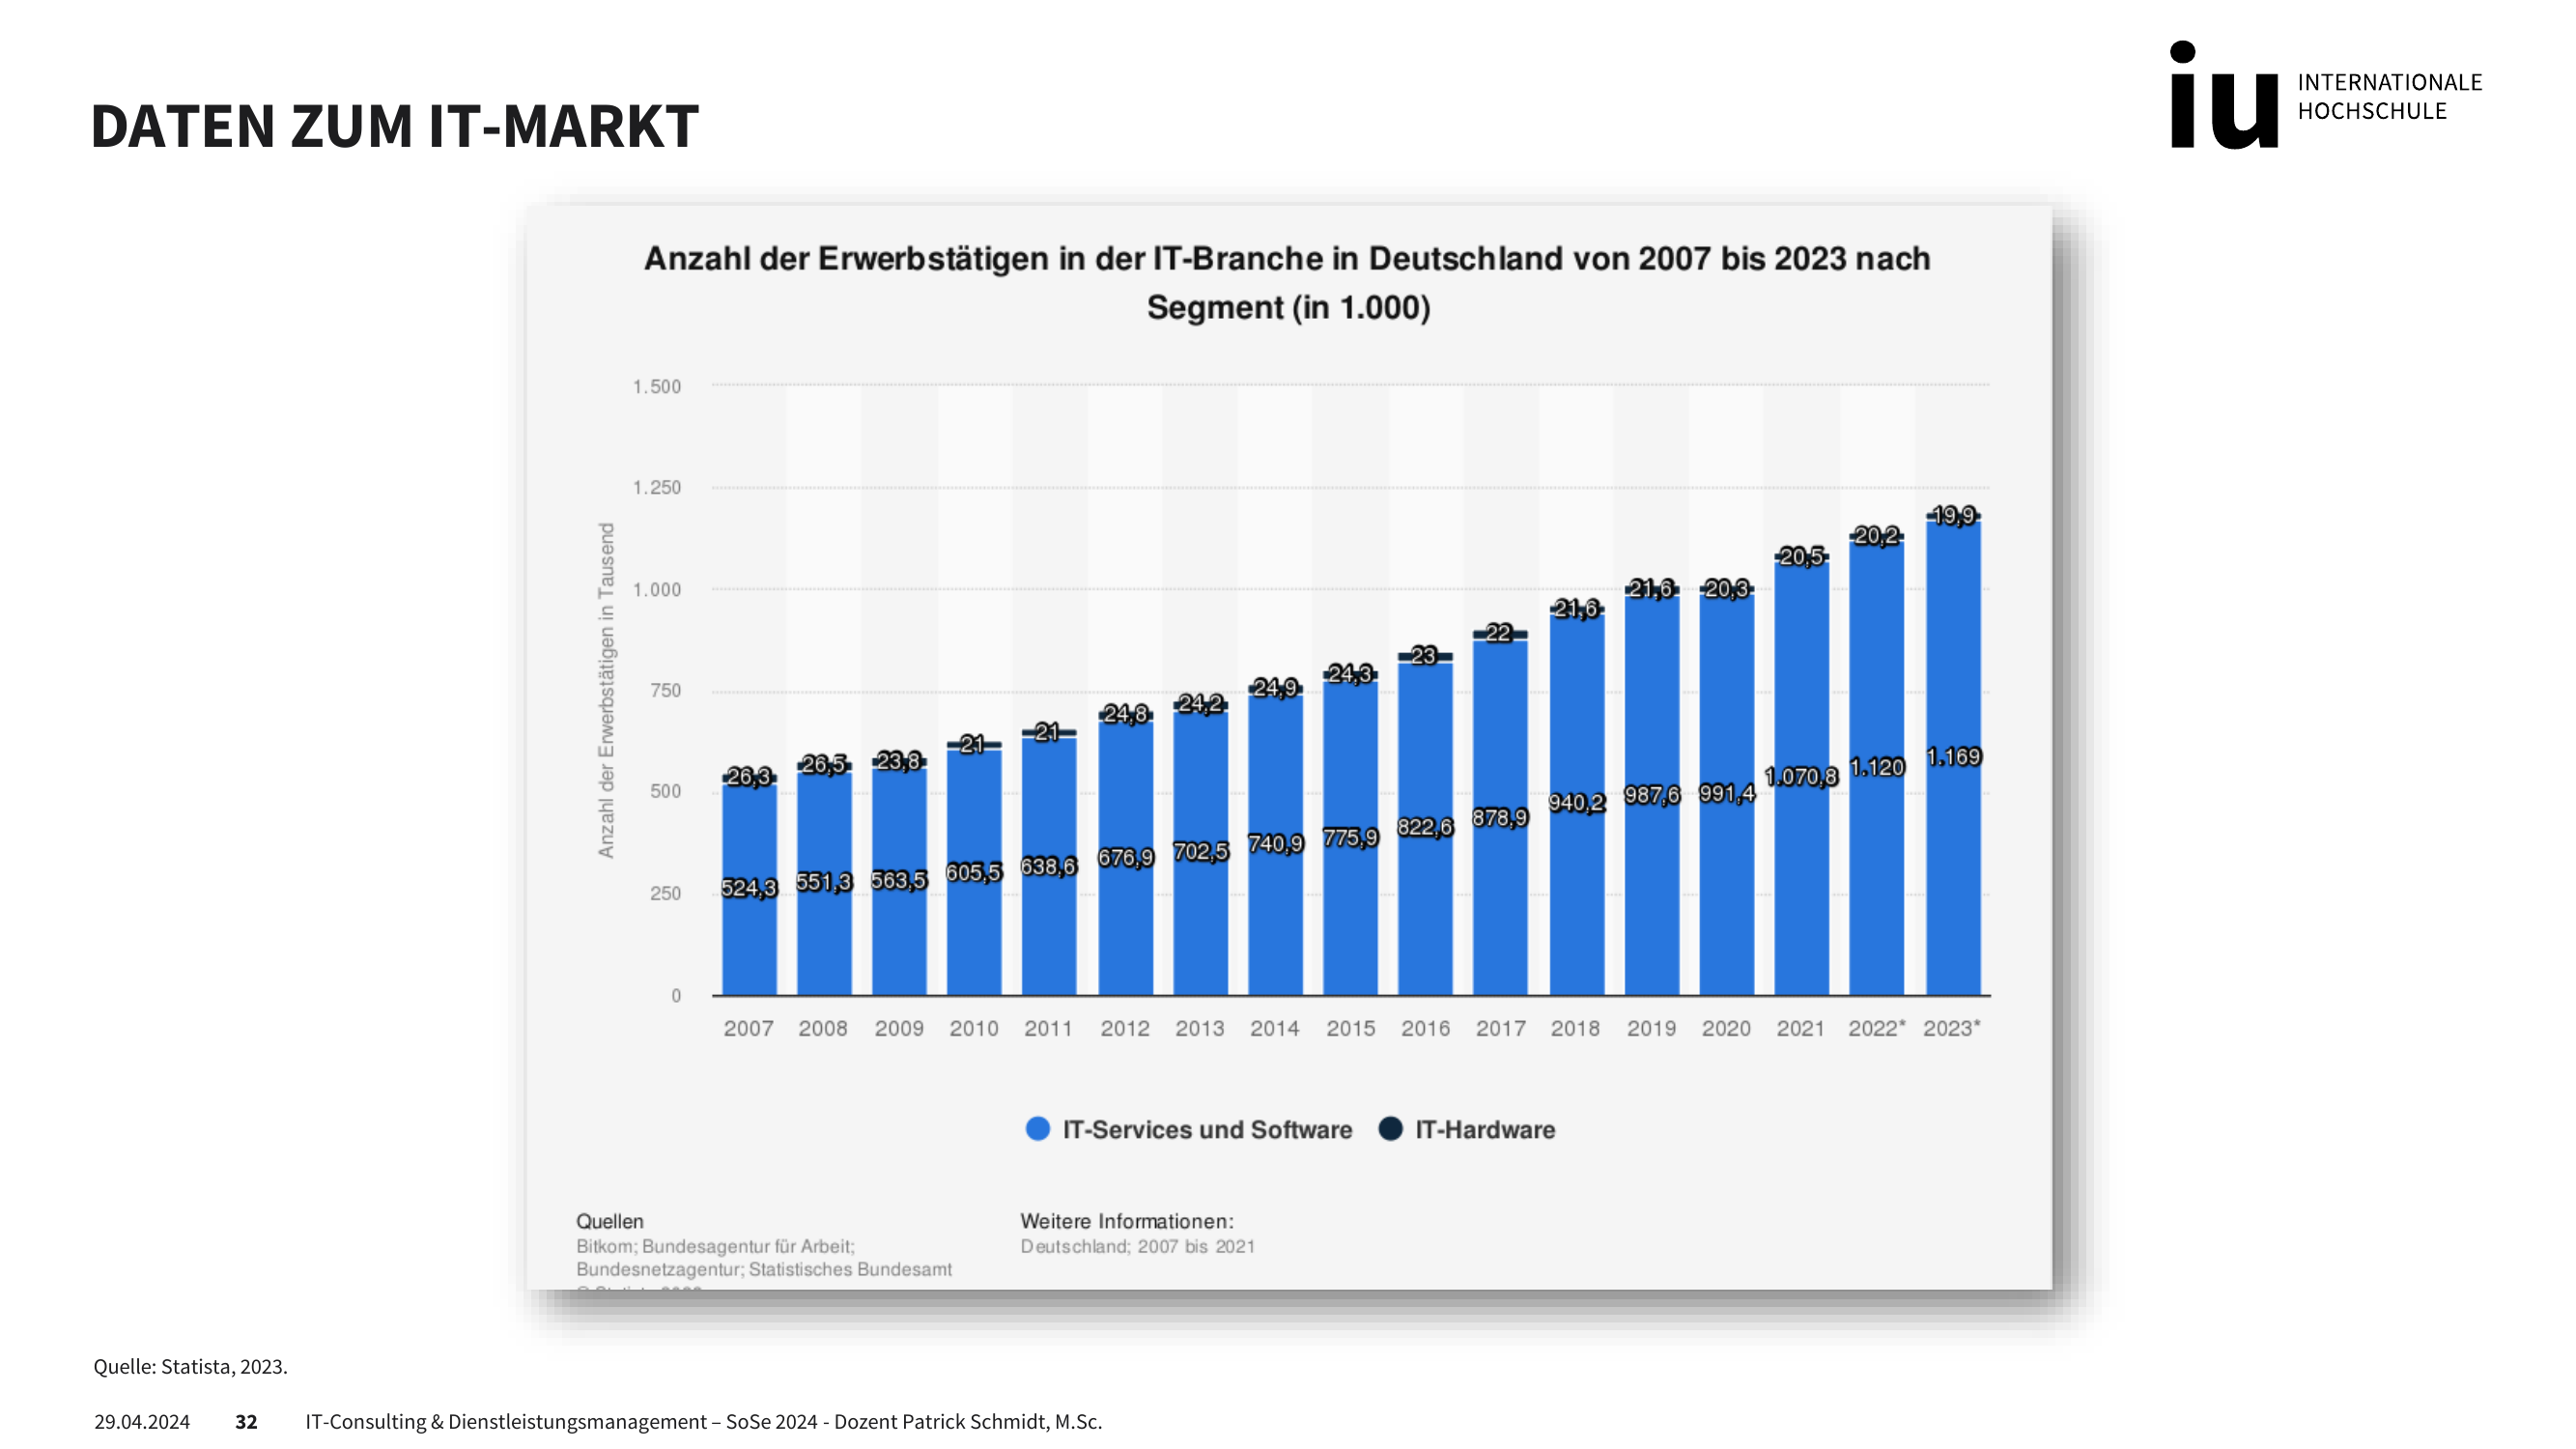 DATEN ZUM IT-MARKT
iu INTERNATIONALE
HOCHSCHULE
Anzahl der Erwerbstätigen in der IT-Branche in Deutschland von 2007 bis 2023 nach
Segment (in 1.000)
Anzahl der Erwerbstätigen in Tausend
1.500
1.250
1.000
750
500
250
0
26,3 26,5 23,8 21 21 24,8 24,2 24,9 24,3 23 22 21,6 21,6 20,3 20,5 20,2 19,9
524,3 551,3 563,5 605,5 638,6 676,9 702,5 740,9 775,9 822,6 878,9 940,2 987,6 991,4 1.070,8 1.120 1.169
2007 2008 2009 2010 2011 2012 2013 2014 2015 2016 2017 2018 2019 2020 2021 2022* 2023*
IT-Services und Software IT-Hardware
Quellen
Bitkom; Bundesagentur für Arbeit;
Bundesnetzagentur; Statistisches Bundesamt
Weitere Informationen:
Deutschland; 2007 bis 2021
Quelle: Statista, 2023.
29.04.2024 32 IT-Consulting & Dienstleistungsmanagement – SoSe 2024 - Dozent Patrick Schmidt, M.Sc.